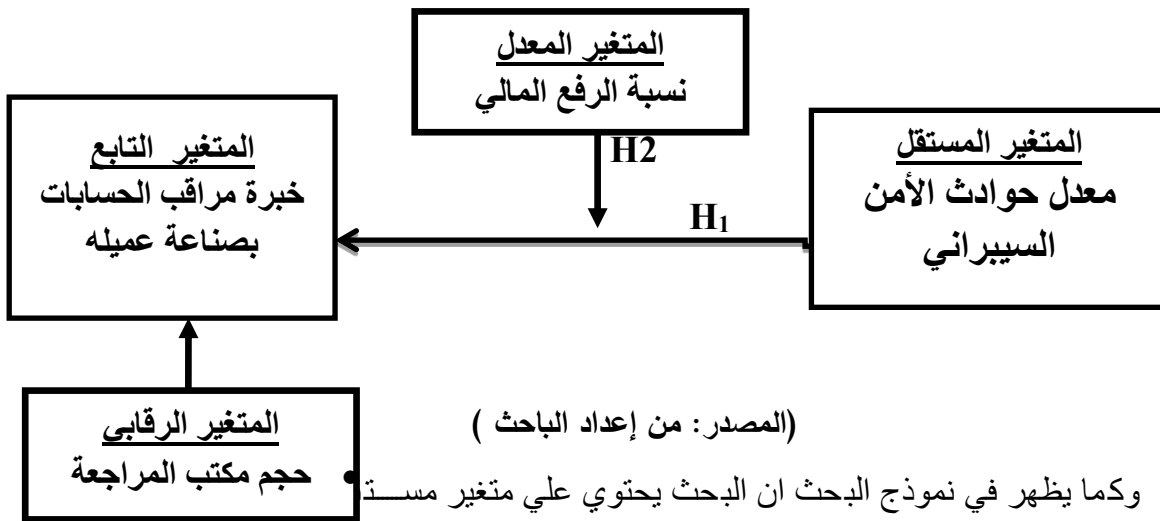 المتغير المعدل
نسبة الرفع المالي
المتغير المستقل
معدل حوادث الأمن
السيبراني
المتغير التابع
خبرة مراقب الحسابات
بصناعة عميله
H2
H1
المتغير الرقابي
حجم مكتب المراجعة
(المصدر: من إعداد الباحث )
وكما يظهر في نموذج البحث ان البحث يحتوي علي متغير